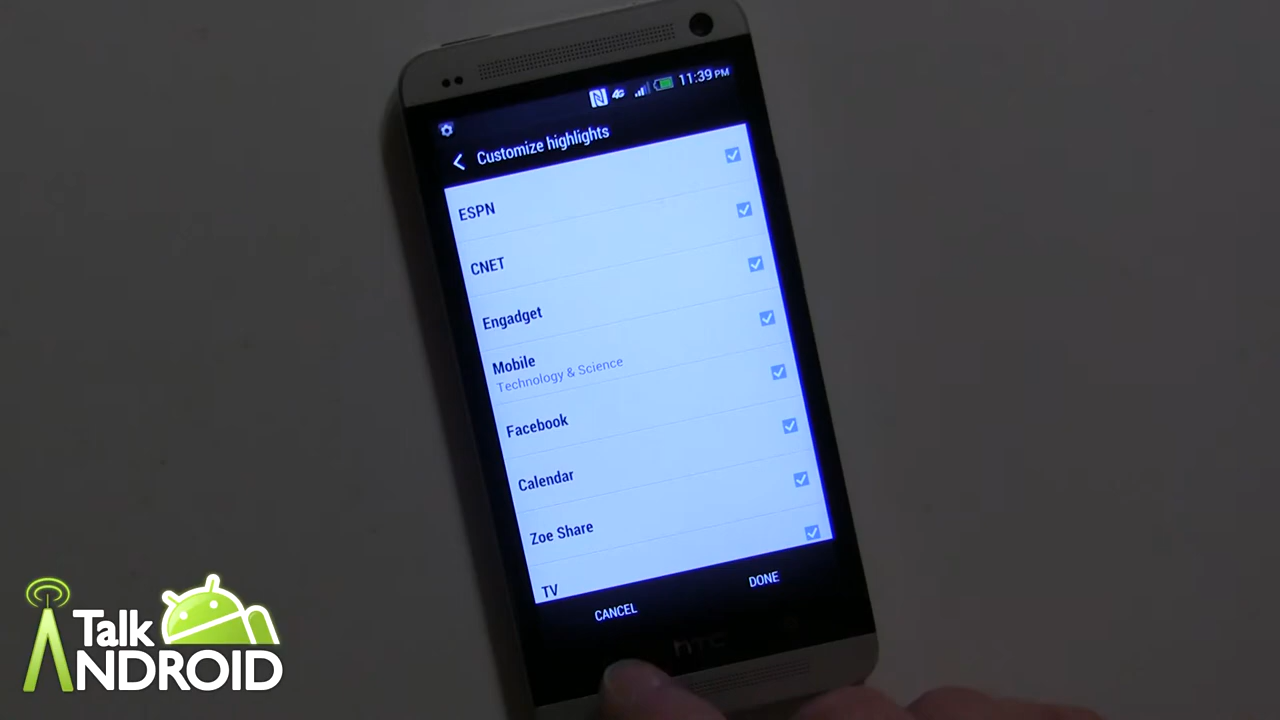 11:39 PM
Customize highlights
ESPN
CNET
Engadget
Mobile
Technology & Science
Facebook
Calendar
Zoe Share
TV
CANCEL
DONE
hTC
Talk
ANDROID